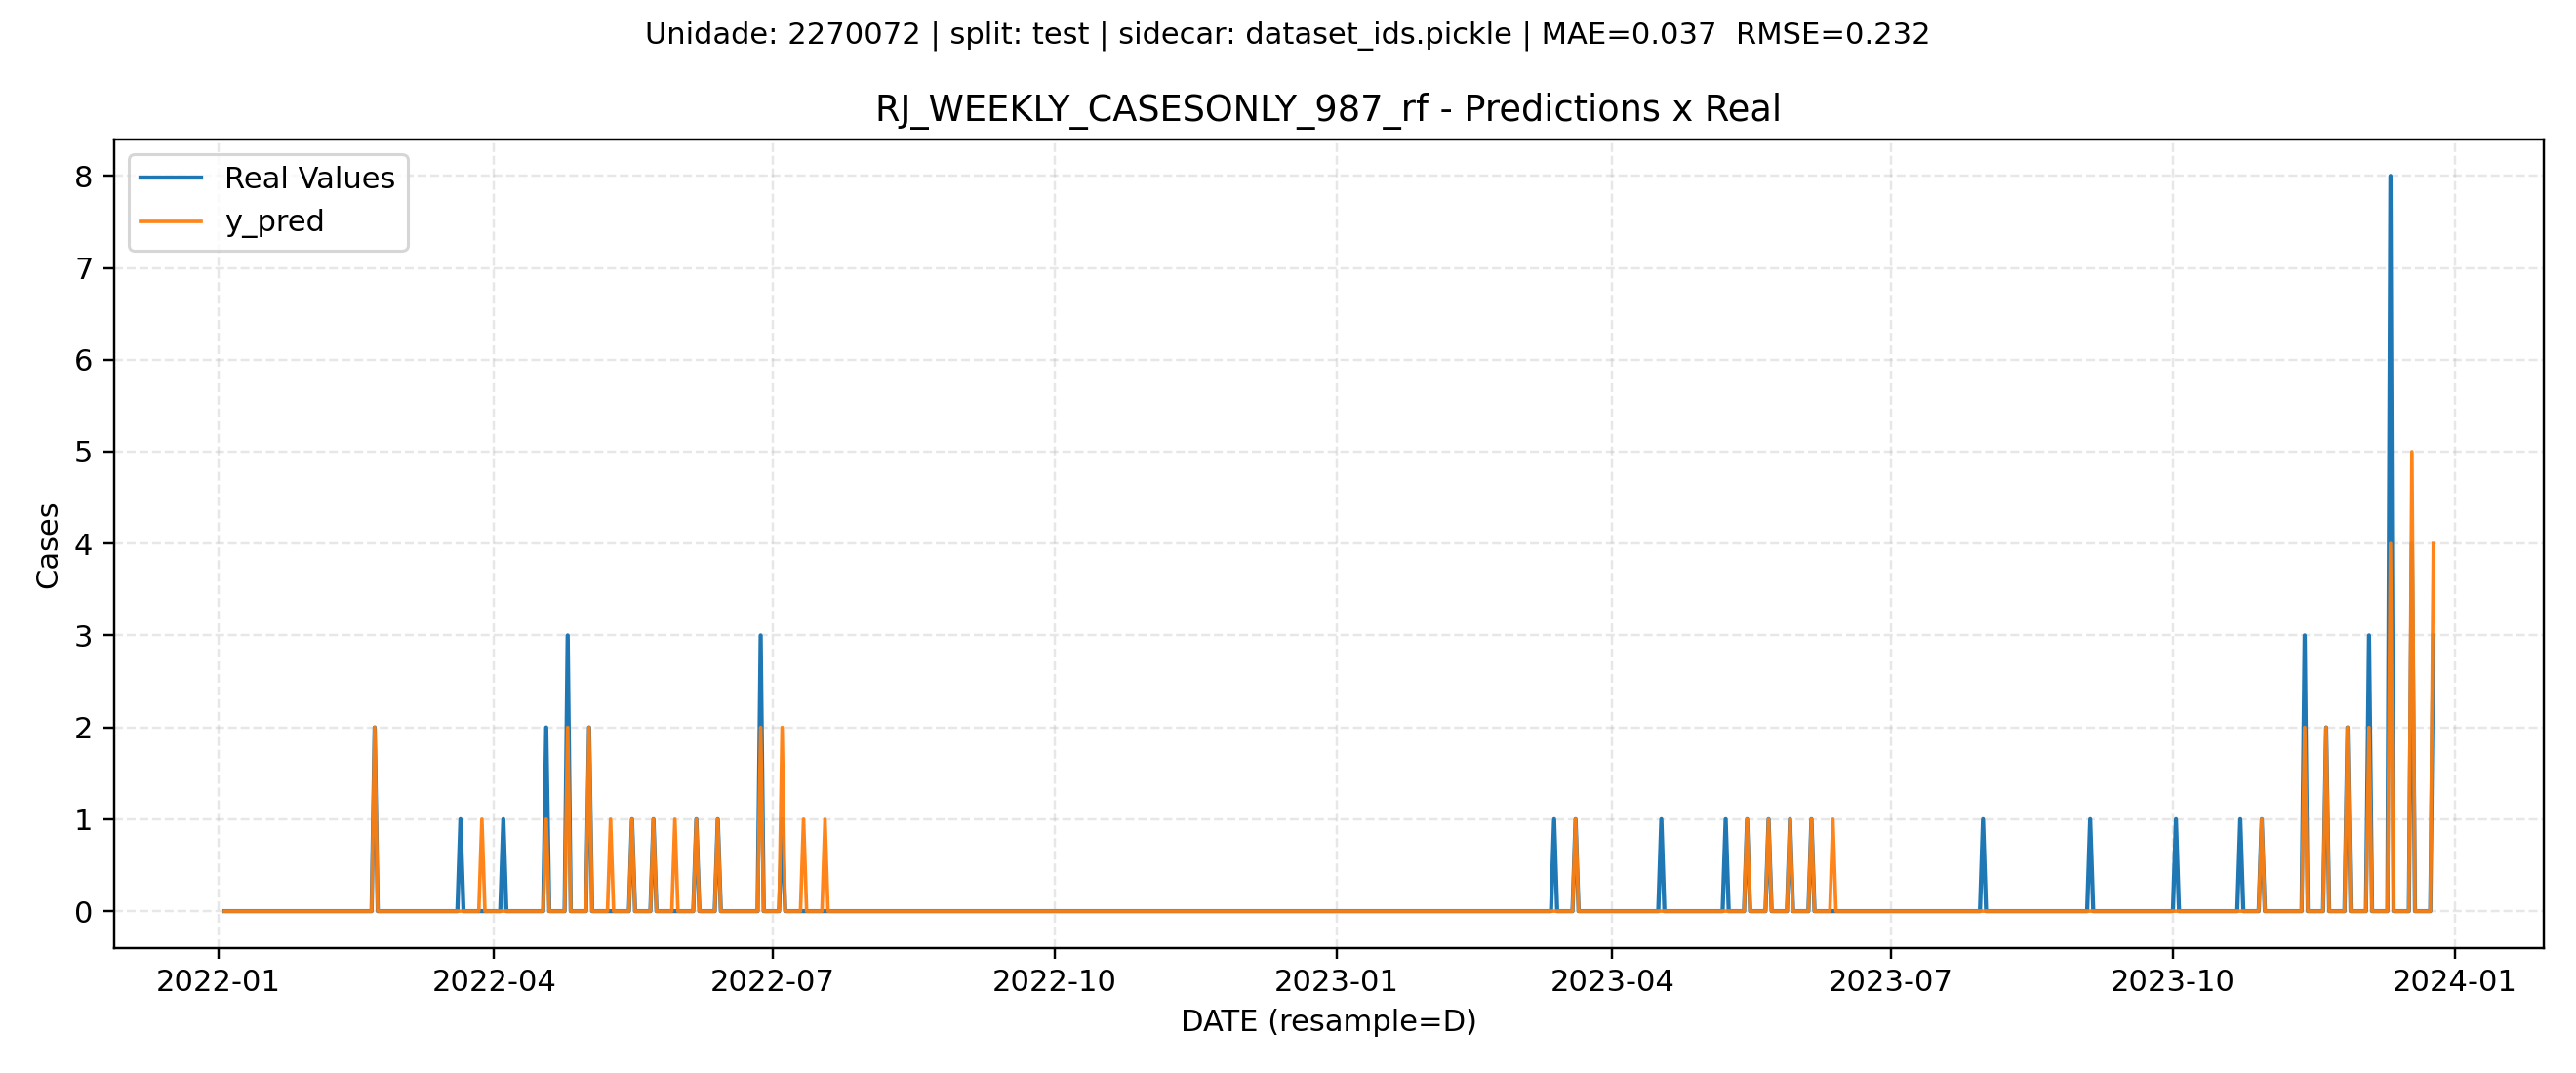 Unidade: 2270072 | split: test | sidecar: dataset_ids.pickle | MAE=0.037  RMSE=0.232
RJ_WEEKLY_CASESONLY_987_rf - Predictions x Real
Real Values
y_pred
8
7
6
5
4
3
2
1
0
Cases
2022-01 2022-04 2022-07 2022-10 2023-01 2023-04 2023-07 2023-10 2024-01
DATE (resample=D)